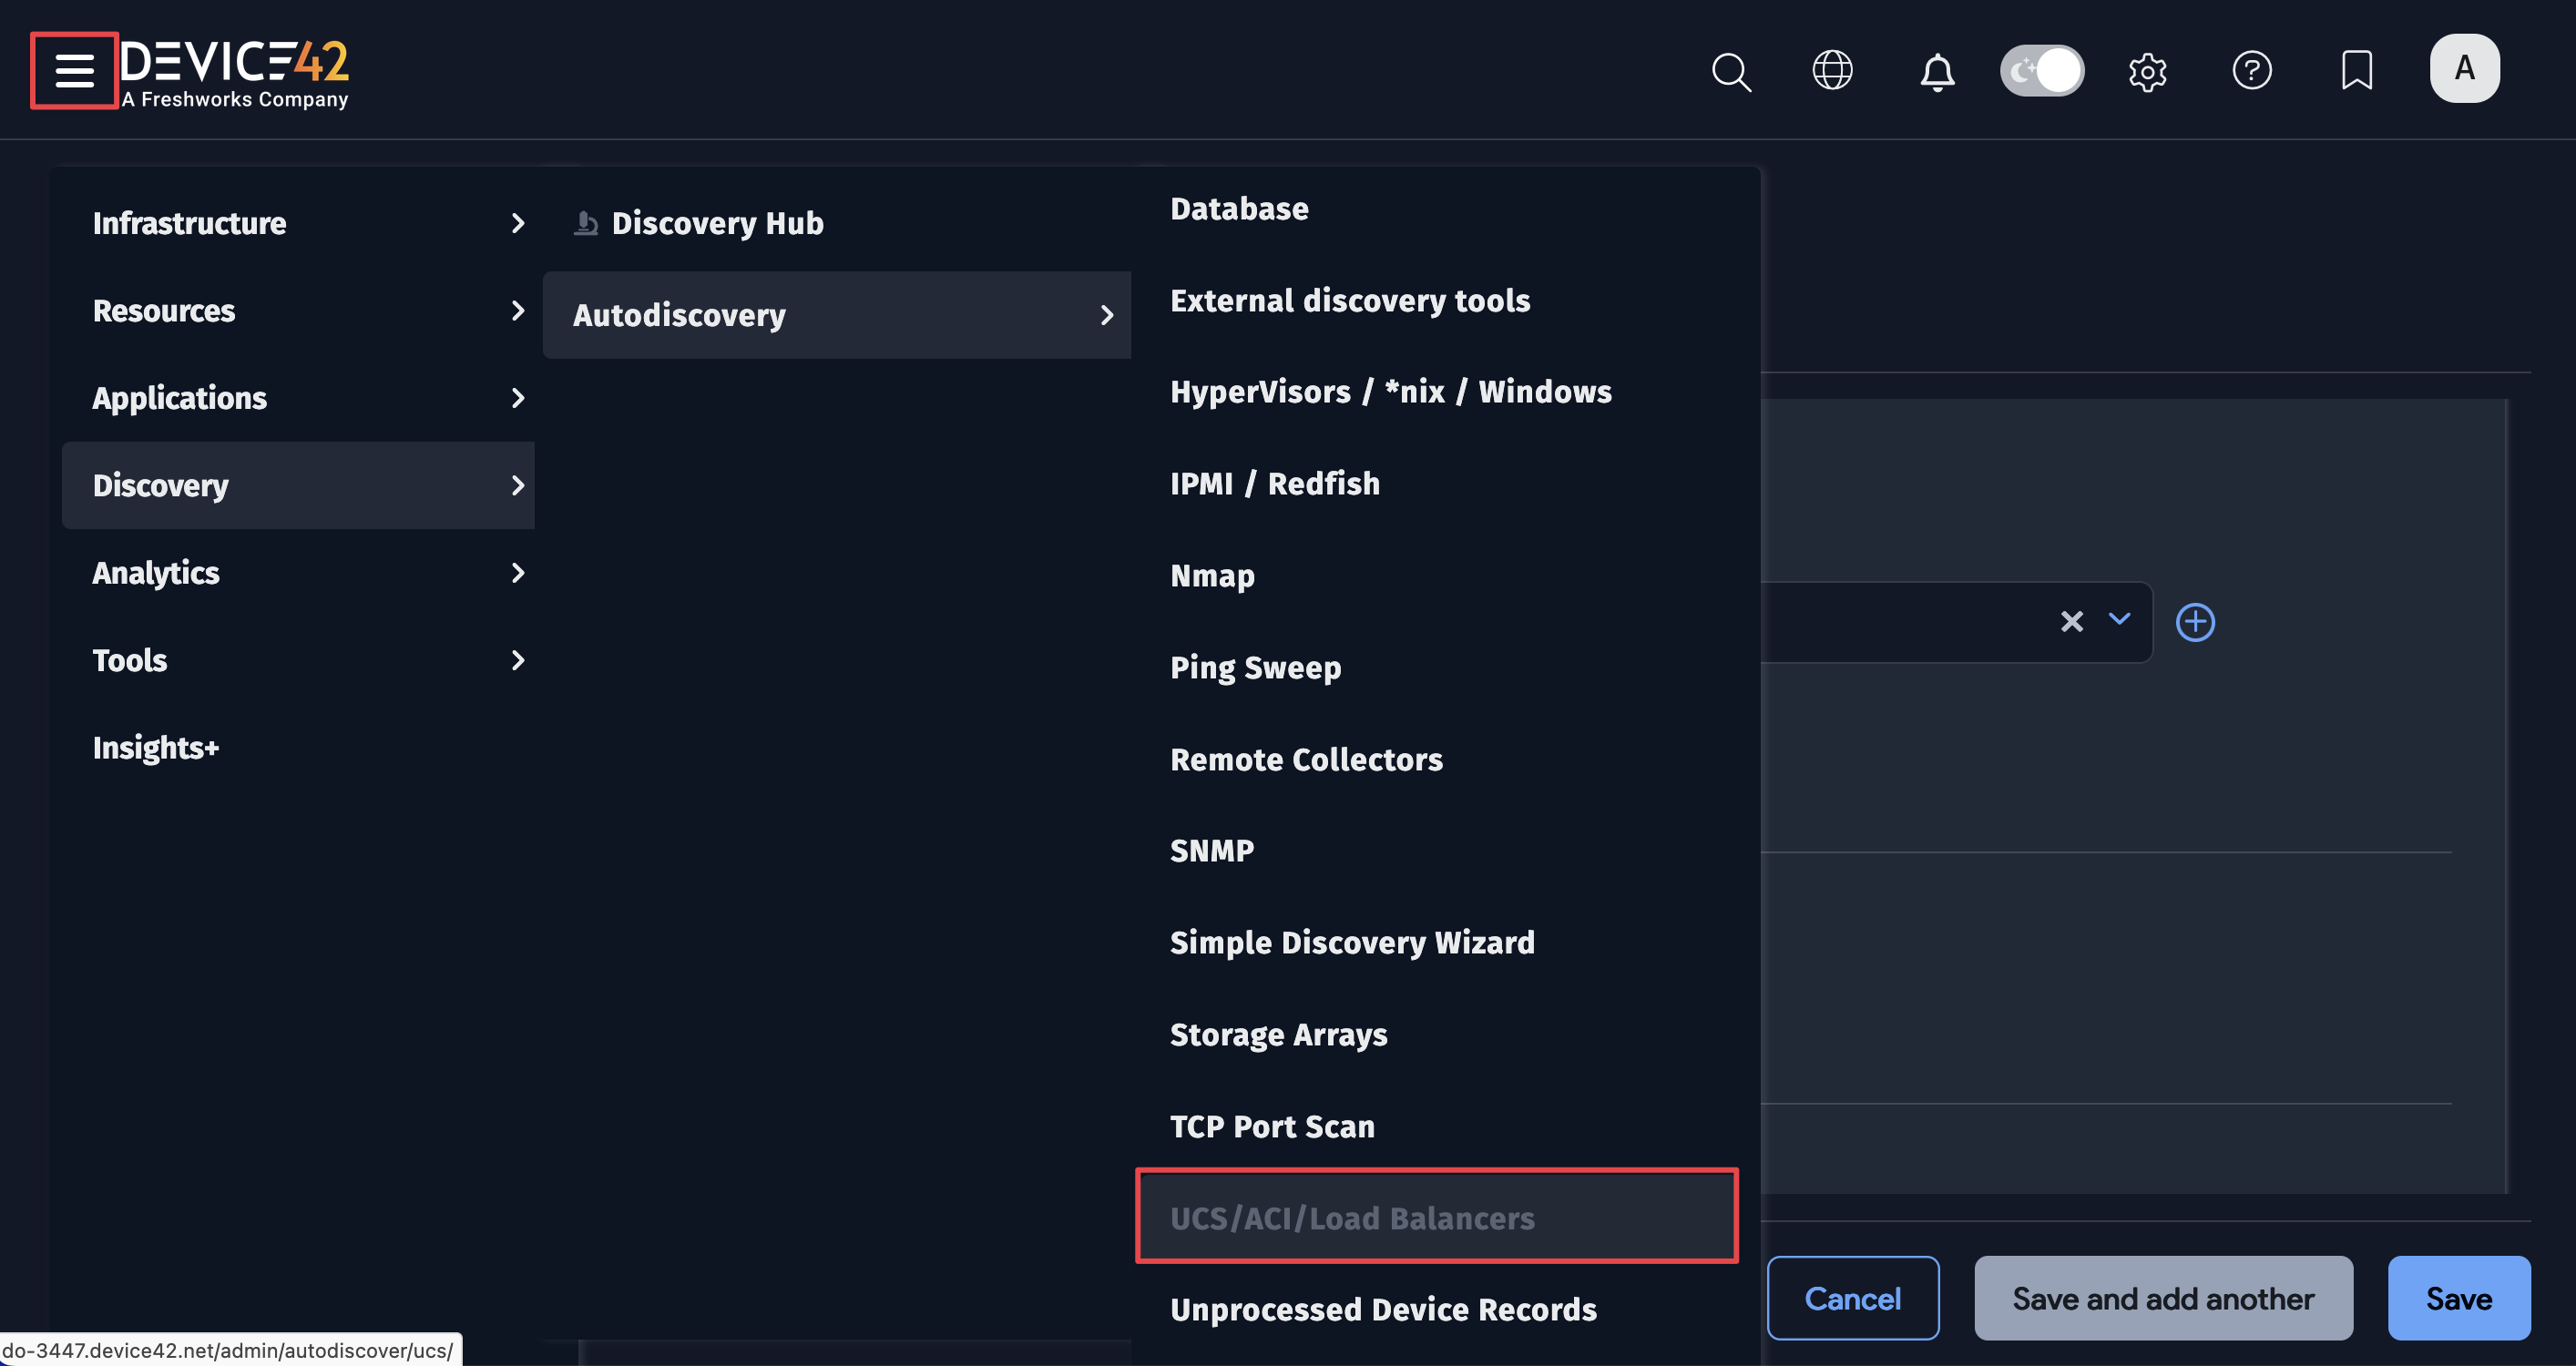 DEVICE42
A Freshworks Company
A
Infrastructure
Resources
Applications
Discovery
Analytics
Tools
Insights+
Discovery Hub
Autodiscovery
Database
External discovery tools
HyperVisors / *nix / Windows
IPMI / Redfish
Nmap
Ping Sweep
Remote Collectors
SNMP
Simple Discovery Wizard
Storage Arrays
TCP Port Scan
UCS/ACI/Load Balancers
Unprocessed Device Records
Cancel
Save and add another
Save
do-3447.device42.net/admin/autodiscover/ucs/